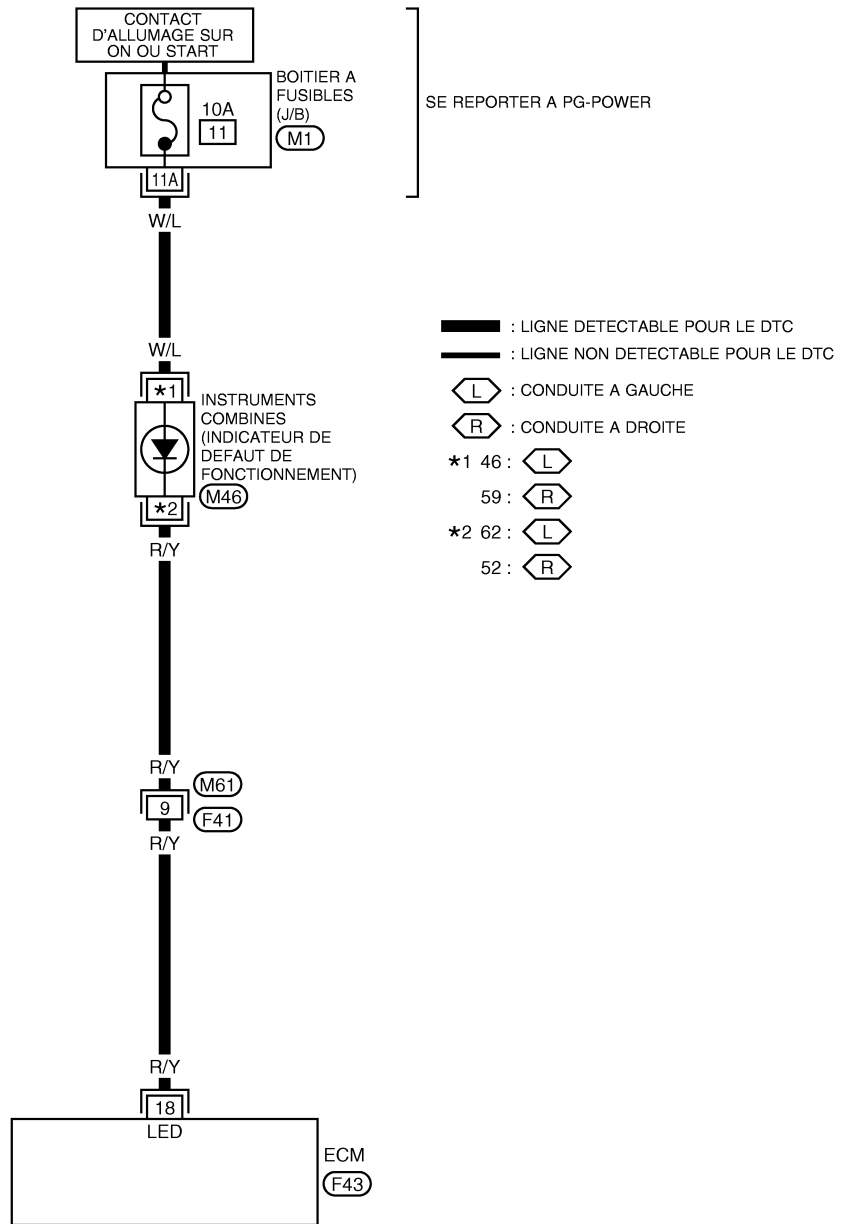 CONTACT
D'ALLUMAGE SUR
ON OU START
BOITIER A
FUSIBLES
(J/B)
M1
10A
11
11A
SE REPORTER A PG-POWER
W/L
W/L
★1
INSTRUMENTS
COMBINES
(INDICATEUR DE
DEFAUT DE
FONCTIONNEMENT)
M46
★2
R/Y
: LIGNE DETECTABLE POUR LE DTC
: LIGNE NON DETECTABLE POUR LE DTC
L : CONDUITE A GAUCHE
R : CONDUITE A DROITE
★1 46 : L
59 : R
★2 62 : L
52 : R
R/Y
M61
9
F41
R/Y
R/Y
18
LED
ECM
F43